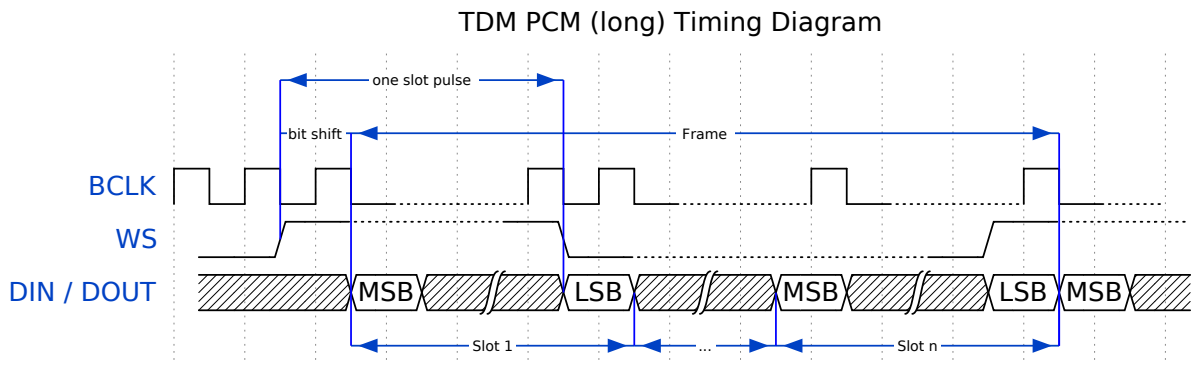 TDM PCM (long) Timing Diagram
one slot pulse
bit shift
Frame
BCLK
WS
DIN / DOUT
MSB
LSB
MSB
LSB
MSB
Slot 1
...
Slot n